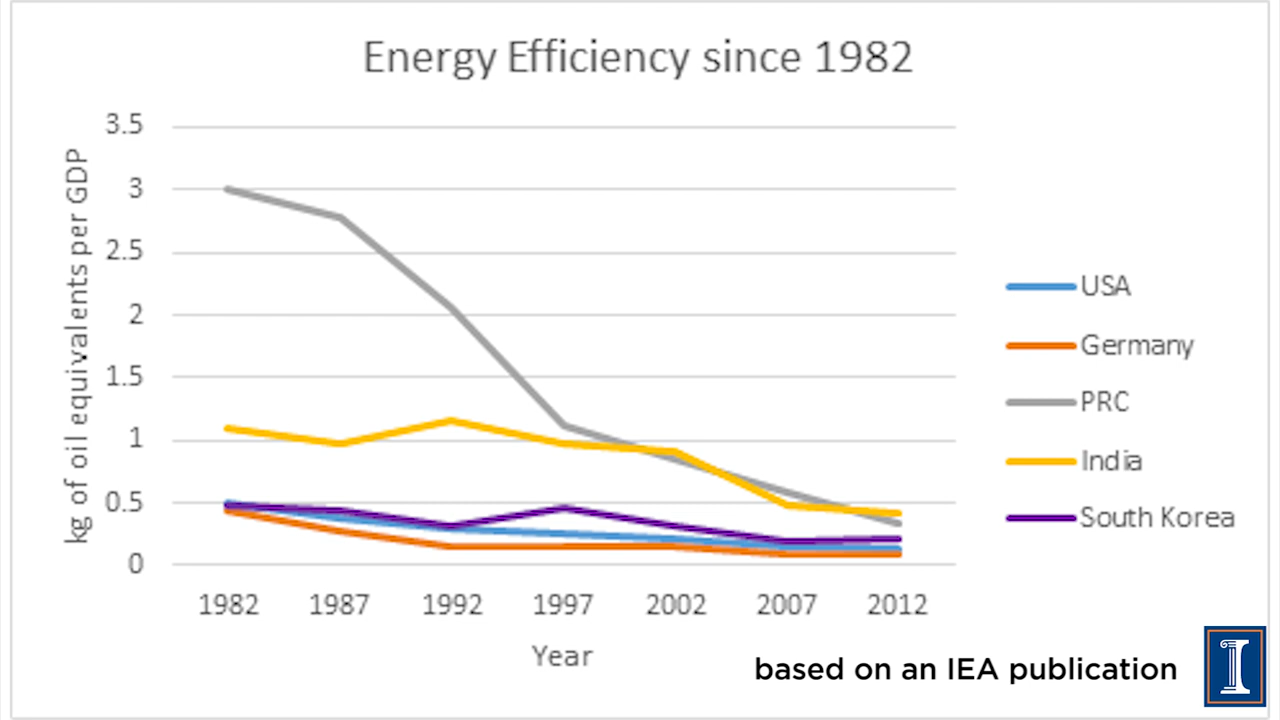 Energy Efficiency since 1982
kg of oil equivalents per GDP
3.5
3
2.5
2
1.5
1
0.5
0
1982 1987 1992 1997 2002 2007 2012
Year
USA
Germany
PRC
India
South Korea
based on an IEA publication